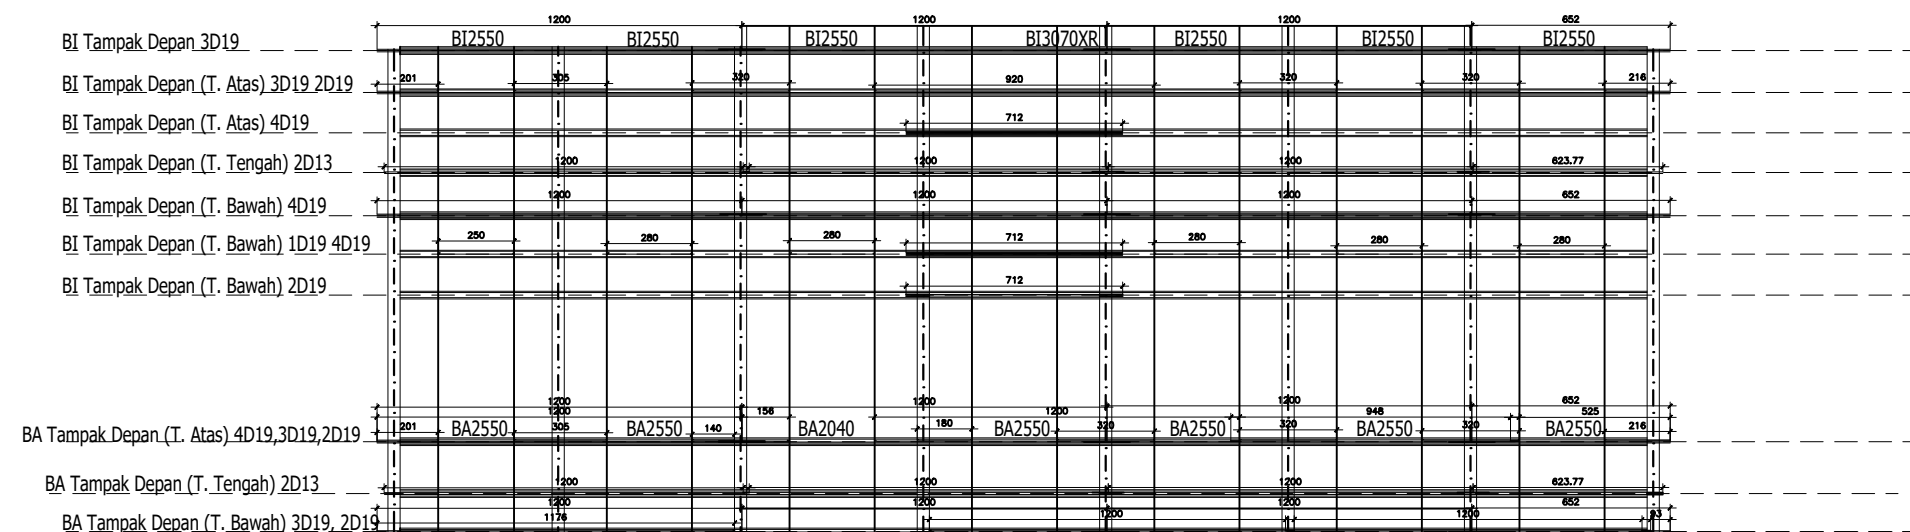 1200 1200 1200 652
BI Tampak Depan 3D19 BI2550 BI2550 BI2550 BI3070XR BI2550 BI2550 BI2550
BI Tampak Depan (T. Atas) 3D19 2D19 201 305 320 920 320 320 216
BI Tampak Depan (T. Atas) 4D19 712
BI Tampak Depan (T. Tengah) 2D13 1200 1200 1200 623.77
BI Tampak Depan (T. Bawah) 4D19 1200 1200 1200 652
BI Tampak Depan (T. Bawah) 1D19 4D19 250 280 280 712 280 280 280
BI Tampak Depan (T. Bawah) 2D19 712
1200 1200 1200 652
1200 156 1200 948 525
BA Tampak Depan (T. Atas) 4D19,3D19,2D19 201 BA2550 305 BA2550 140 BA2040 180 BA2550 320 BA2550 320 BA2550 320 BA2550 216
BA Tampak Depan (T. Tengah) 2D13 1200 1200 1200 623.77
1200 1200 1200 652
BA Tampak Depan (T. Bawah) 3D19, 2D19 1176 1200 1200 93